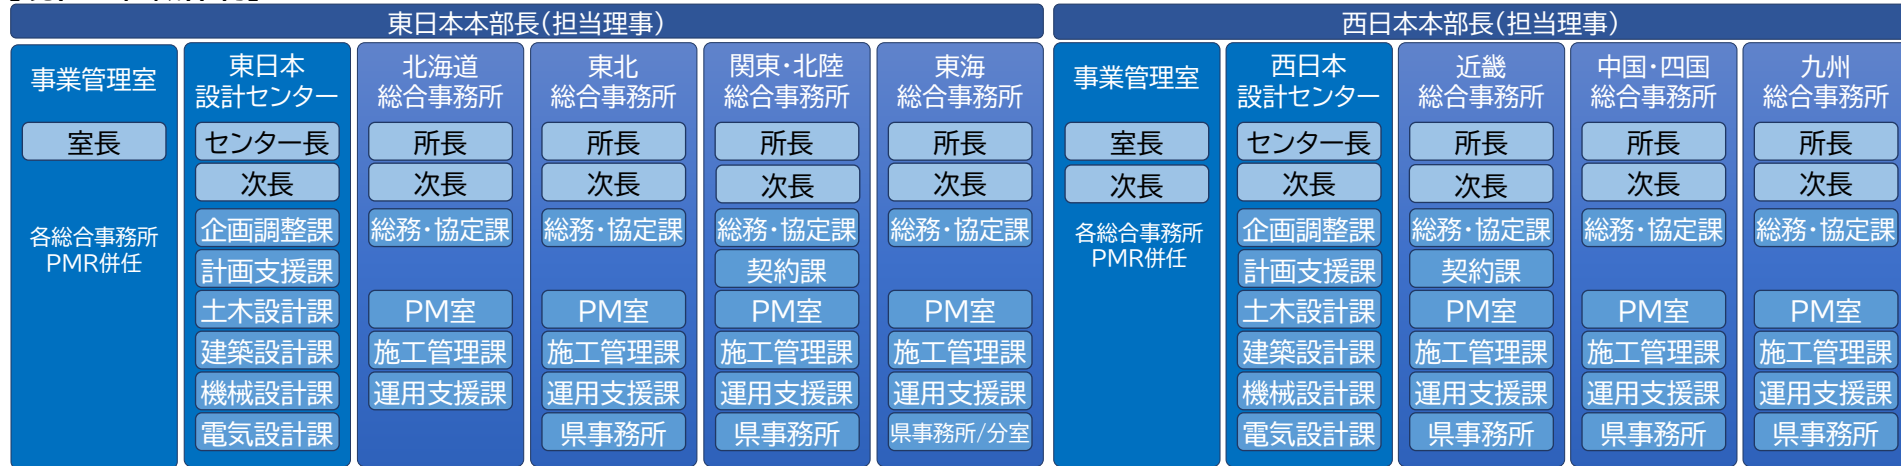 東日本本部長(担当理事)
事業管理室
室長
各総合事務所
PMR併任
東日本
設計センター
センター長
次長
企画調整課
計画支援課
土木設計課
建築設計課
機械設計課
電気設計課
北海道
総合事務所
所長
次長
総務・協定課
PM室
施工管理課
運用支援課
東北
総合事務所
所長
次長
総務・協定課
PM室
施工管理課
運用支援課
県事務所
関東・北陸
総合事務所
所長
次長
総務・協定課
契約課
PM室
施工管理課
運用支援課
県事務所
東海
総合事務所
所長
次長
総務・協定課
PM室
施工管理課
運用支援課
県事務所/分室
西日本本部長(担当理事)
事業管理室
室長
次長
各総合事務所
PMR併任
西日本
設計センター
センター長
次長
企画調整課
計画支援課
土木設計課
建築設計課
機械設計課
電気設計課
近畿
総合事務所
所長
次長
総務・協定課
契約課
PM室
施工管理課
運用支援課
県事務所
中国・四国
総合事務所
所長
次長
総務・協定課
PM室
施工管理課
運用支援課
県事務所
九州
総合事務所
所長
次長
総務・協定課
PM室
施工管理課
運用支援課
県事務所